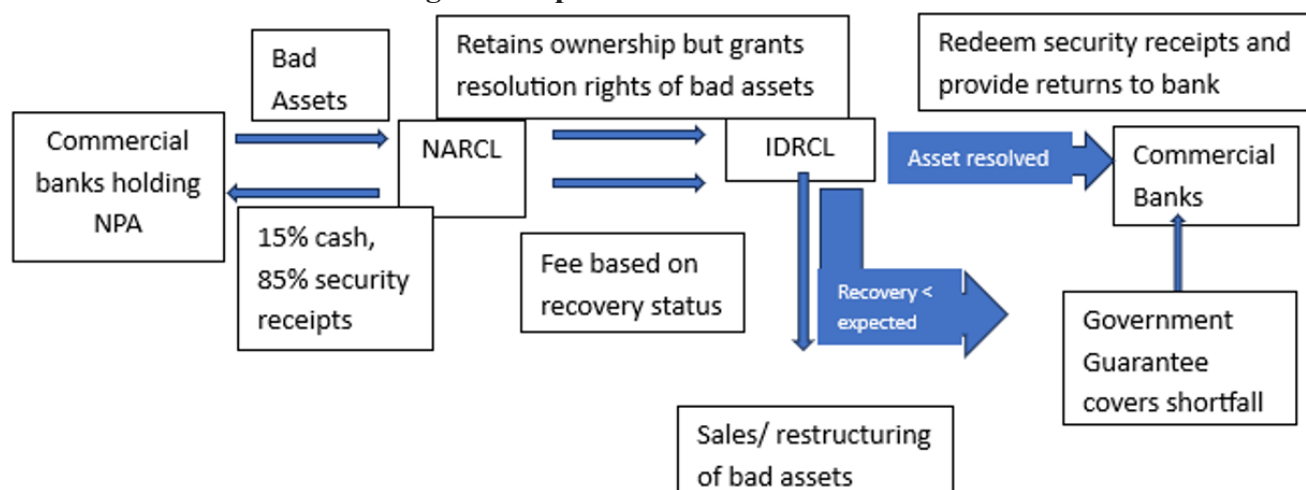 Bad
Assets
Retains ownership but grants
resolution rights of bad assets
Redeem security receipts and
provide returns to bank
Commercial
banks holding
NPA
NARCL
IDRCL
Asset resolved
Commercial
Banks
15% cash,
85% security
receipts
Fee based on
recovery status
Recovery <
expected
Government
Guarantee
covers shortfall
Sales/ restructuring
of bad assets